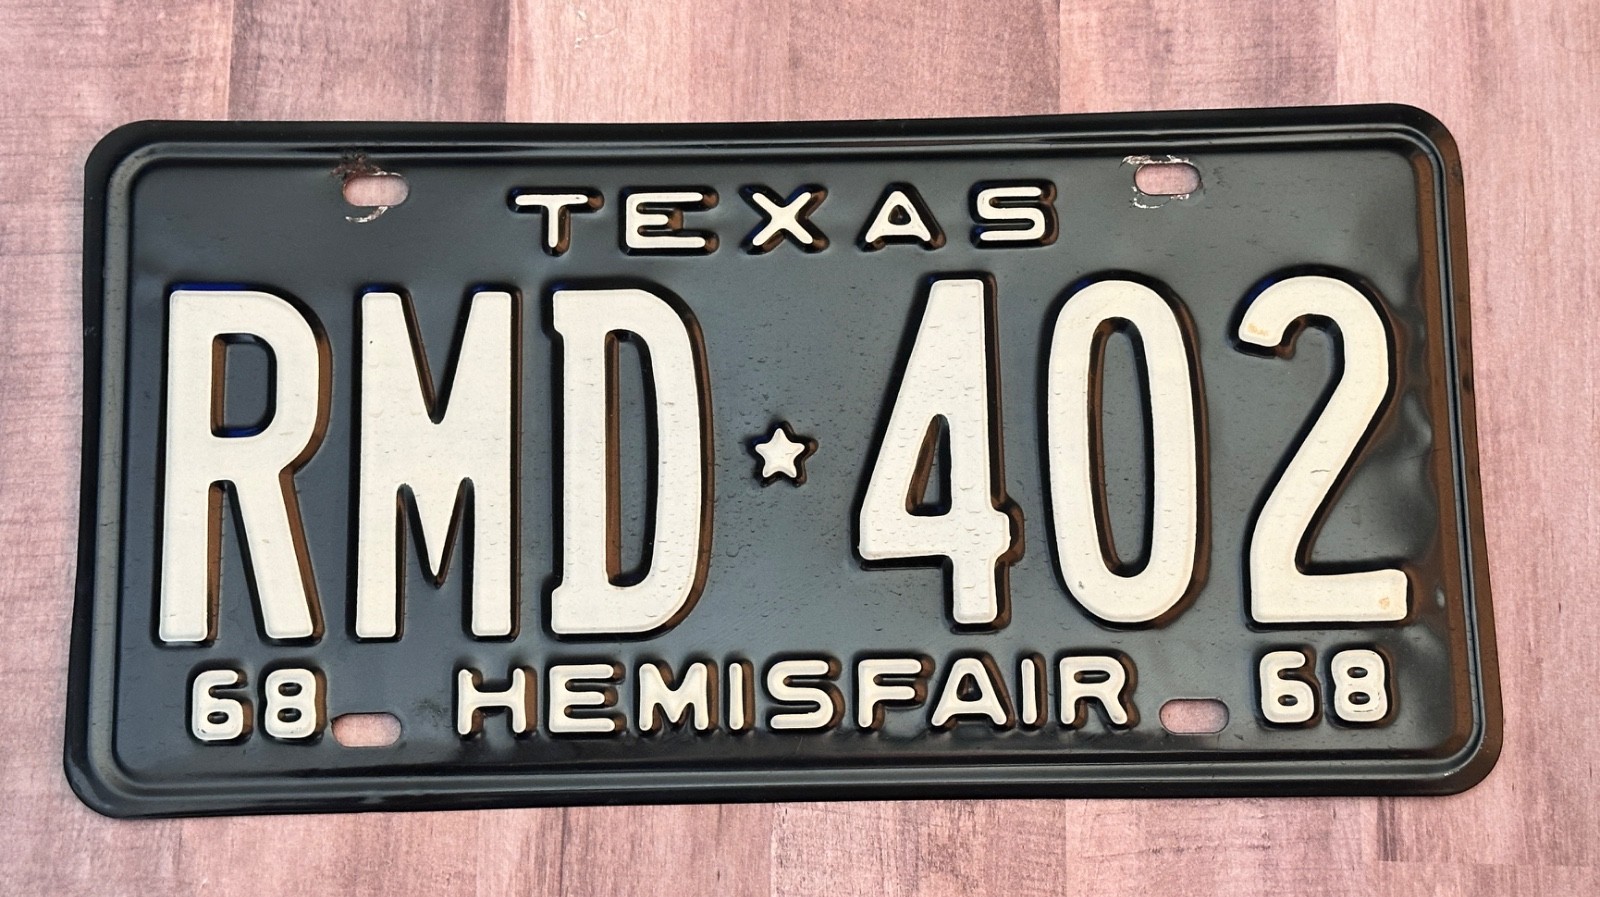 TEXAS
RMD★402
68 HEMISFAIR 68